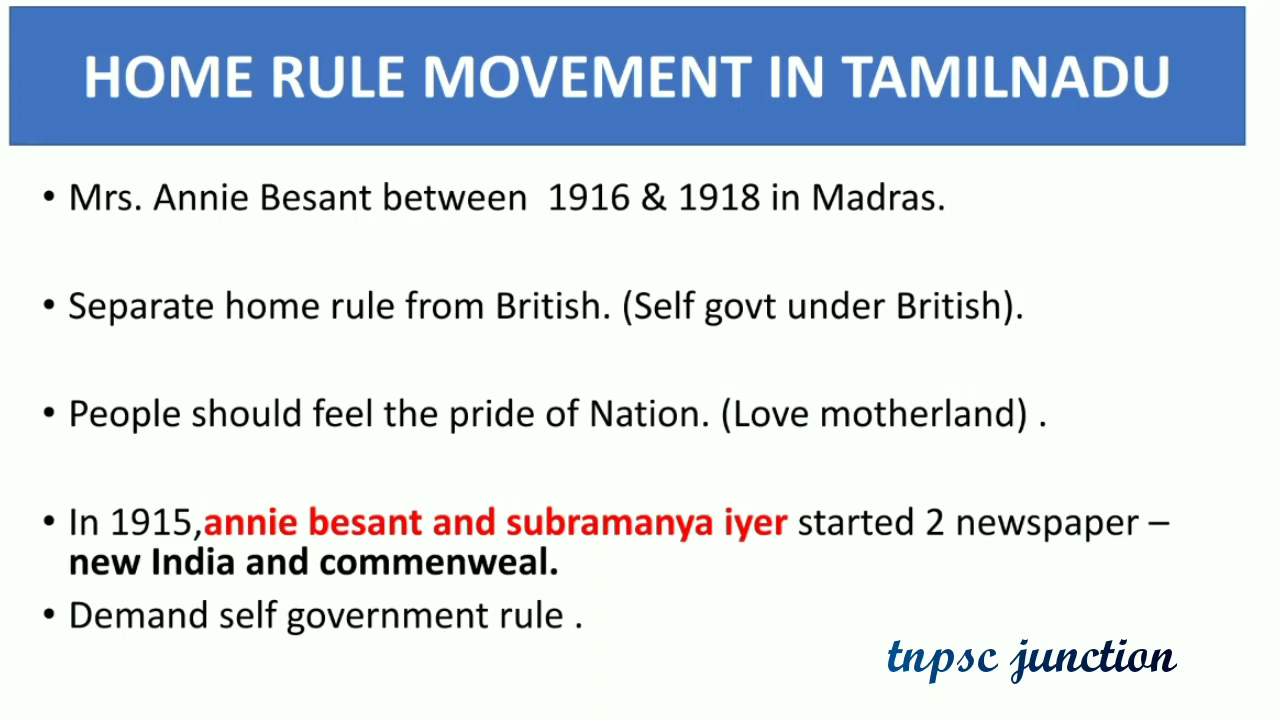 HOME RULE MOVEMENT IN TAMILNADU
• Mrs. Annie Besant between 1916 & 1918 in Madras.
• Separate home rule from British. (Self govt under British).
• People should feel the pride of Nation. (Love motherland) .
• In 1915,annie besant and subramanya iyer started 2 newspaper –
new India and commenweal.
• Demand self government rule .
tnpsc junction